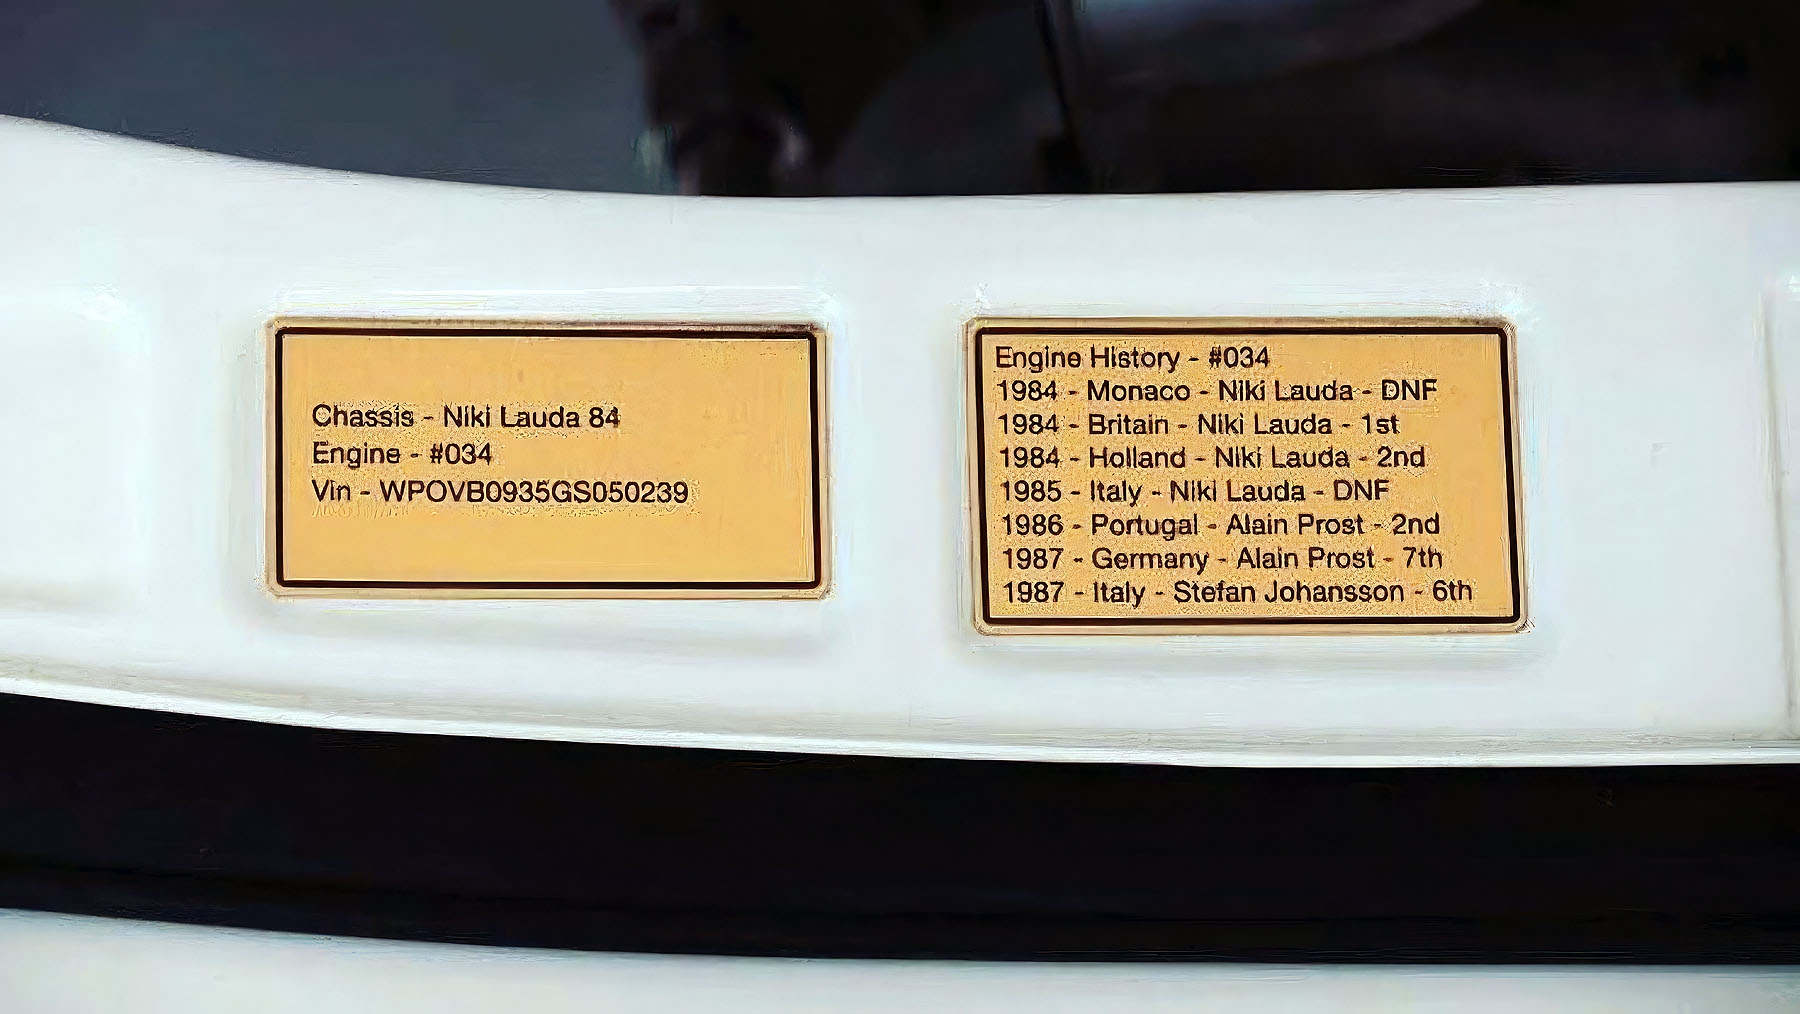 Chassis - Niki Lauda 84
Engine - #034
Vin - WPOVB0935GS050239
Engine History - #034
1984 - Monaco - Niki Lauda - DNF
1984 - Britain - Niki Lauda - 1st
1984 - Holland - Niki Lauda - 2nd
1985 - Italy - Niki Lauda - DNF
1986 - Portugal - Alain Prost - 2nd
1987 - Germany - Alain Prost - 7th
1987 - Italy - Stefan Johansson - 6th